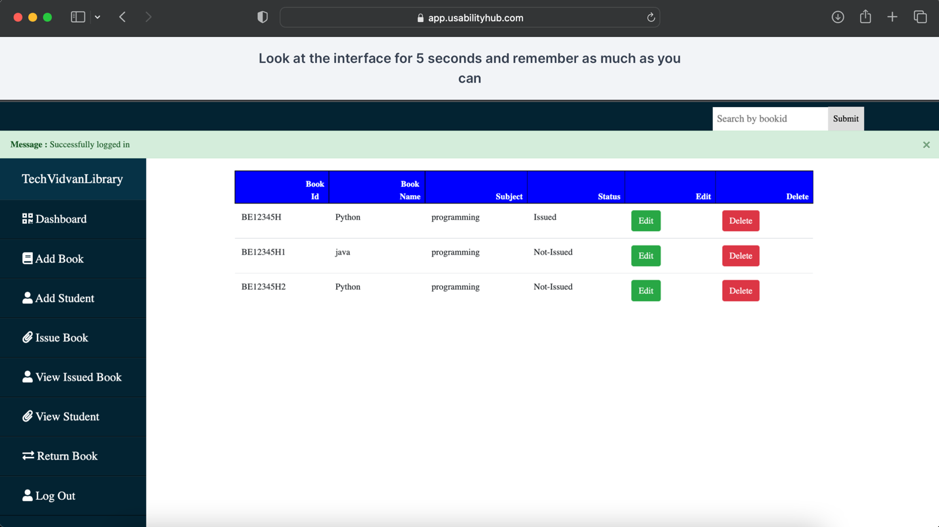 app.usabilityhub.com
Look at the interface for 5 seconds and remember as much as you
can
Search by bookid Submit
Message : Successfully logged in ×
TechVidvanLibrary
Dashboard
Add Book
Add Student
Issue Book
View Issued Book
View Student
Return Book
Log Out
Book Id Book Name Subject Status Edit Delete
BE12345H Python programming Issued Edit Delete
BE12345H1 java programming Not-Issued Edit Delete
BE12345H2 Python programming Not-Issued Edit Delete